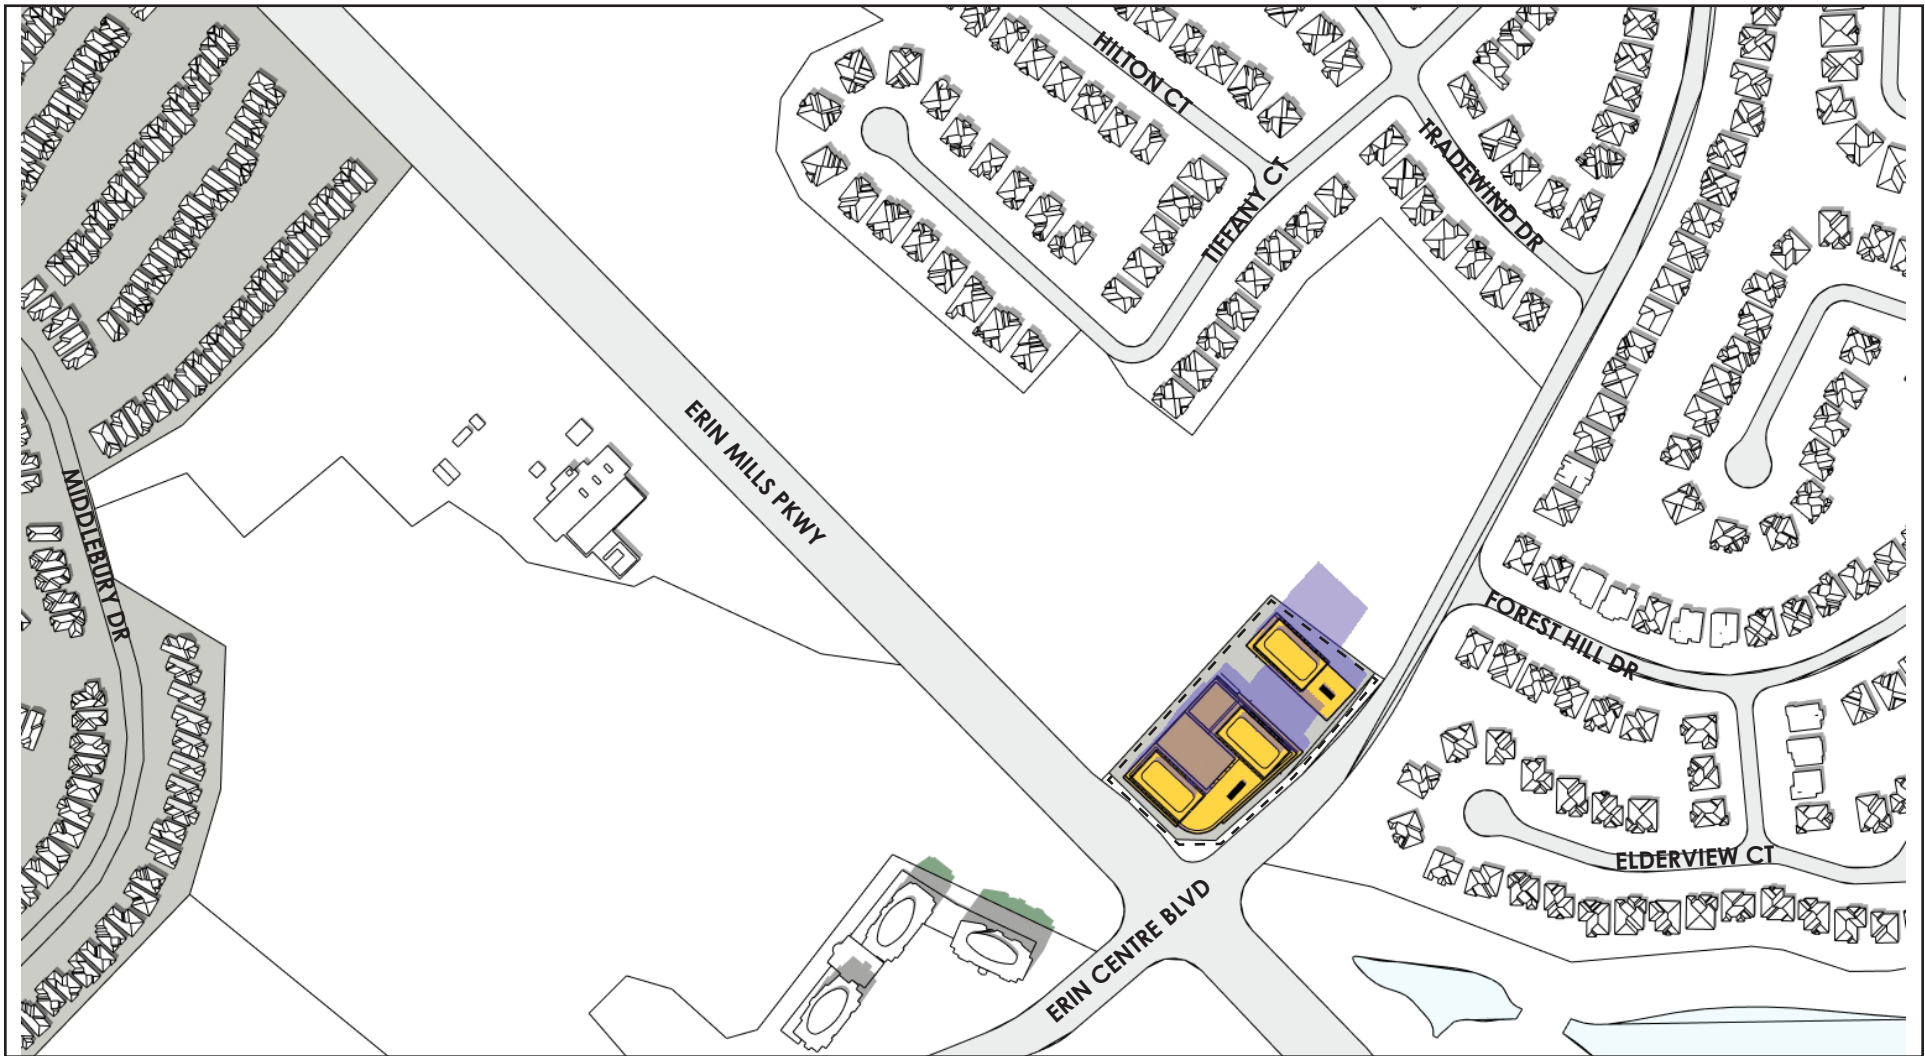 HILTON CT
TIFFANY CT
TRADEWIND DR
ERIN MILLS PKWY
MIDDLEBURY DR
FOREST HILL DR
ELDERVIEW CT
ERIN CENTRE BLVD